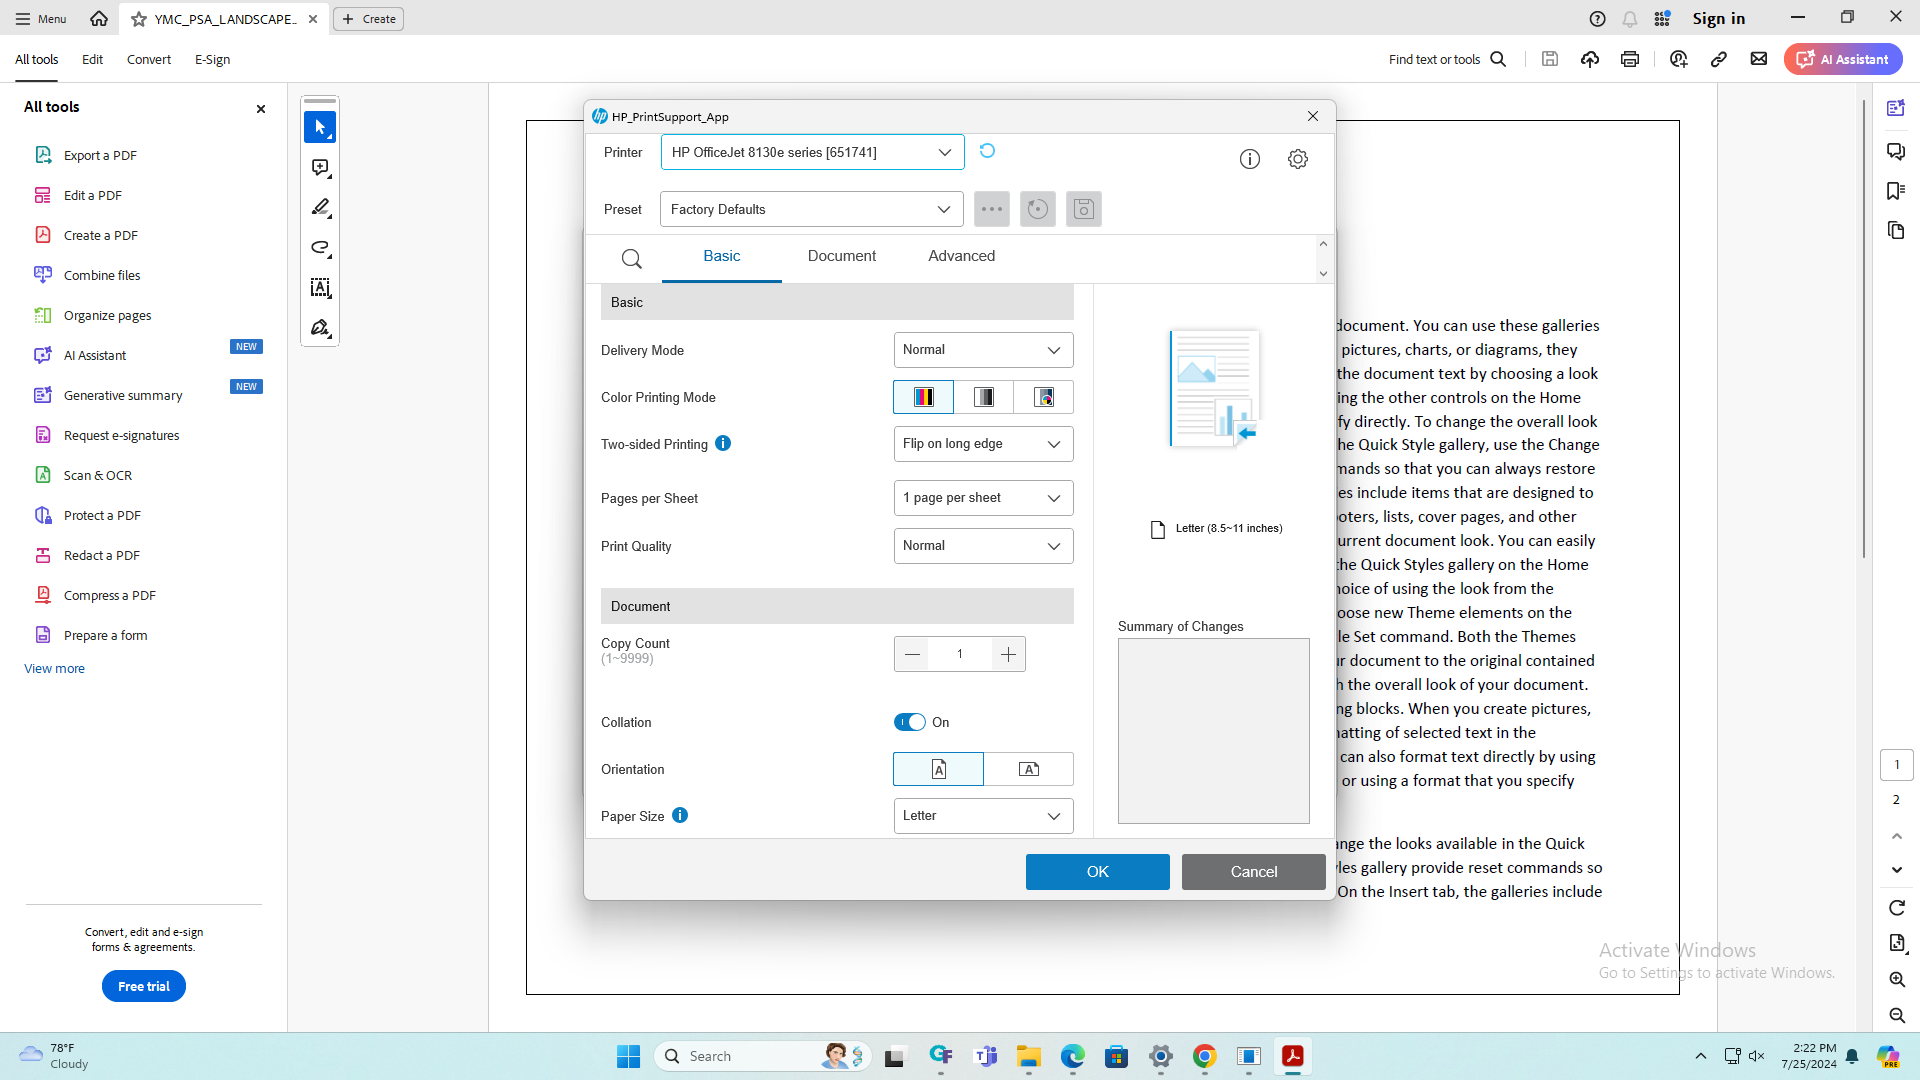 Menu
YMC_PSA_LANDSCAPE...
Create
Sign in
All tools
Edit
Convert
E-Sign
Find text or tools
AI Assistant
All tools
Export a PDF
Edit a PDF
Create a PDF
Combine files
Organize pages
AI Assistant
NEW
Generative summary
NEW
Request e-signatures
Scan & OCR
Protect a PDF
Redact a PDF
Compress a PDF
Prepare a form
View more
Convert, edit and e-sign
forms & agreements.
Free trial
HP_PrintSupport_App
Printer
HP OfficeJet 8130e series [651741]
Preset
Factory Defaults
Basic
Document
Advanced
Basic
Delivery Mode
Normal
Color Printing Mode
Two-sided Printing
Flip on long edge
Pages per Sheet
1 page per sheet
Print Quality
Normal
Document
Copy Count
(1~9999)
1
Collation
On
Orientation
Paper Size
Letter
Letter (8.5~11 inches)
Summary of Changes
OK
Cancel
document. You can use these galleries
pictures, charts, or diagrams, they
the document text by choosing a look
ing the other controls on the Home
fy directly. To change the overall look
he Quick Style gallery, use the Change
mands so that you can always restore
es include items that are designed to
oters, lists, cover pages, and other
urrent document look. You can easily
the Quick Styles gallery on the Home
hoice of using the look from the
oose new Theme elements on the
le Set command. Both the Themes
ur document to the original contained
h the overall look of your document.
ng blocks. When you create pictures,
natting of selected text in the
can also format text directly by using
or using a format that you specify
ange the looks available in the Quick
les gallery provide reset commands so
On the Insert tab, the galleries include
1
2
Activate Windows
Go to Settings to activate Windows.
78°F
Cloudy
Search
2:22 PM
7/25/2024
PRE